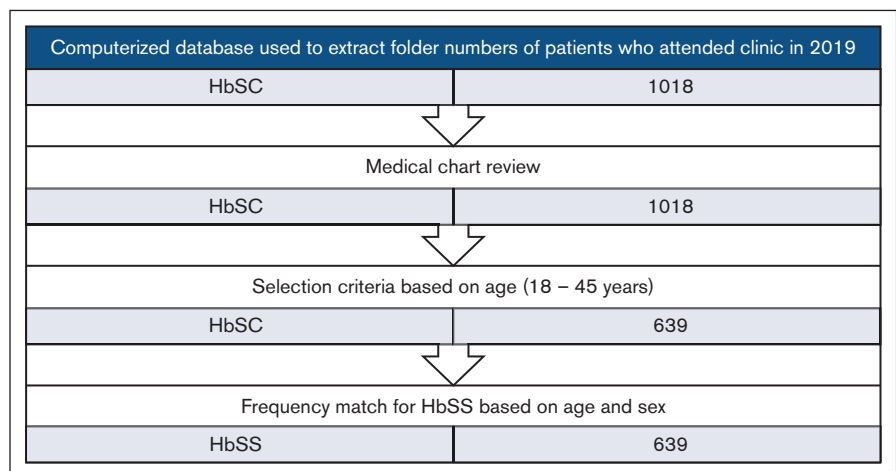 Computerized database used to extract folder numbers of patients who attended clinic in 2019
HbSC 1018
Medical chart review
HbSC 1018
Selection criteria based on age (18 – 45 years)
HbSC 639
Frequency match for HbSS based on age and sex
HbSS 639